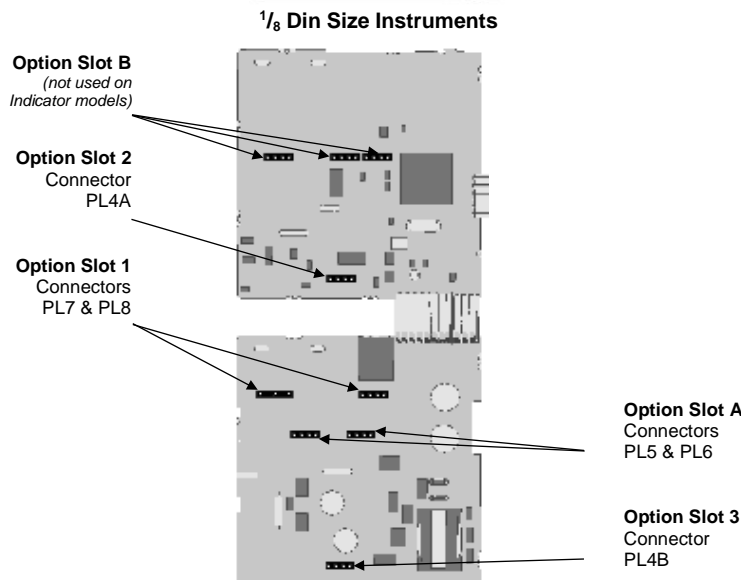 1/8 Din Size Instruments
Option Slot B
(not used on
Indicator models)
Option Slot 2
Connector
PL4A
Option Slot 1
Connectors
PL7 & PL8
Option Slot A
Connectors
PL5 & PL6
Option Slot 3
Connector
PL4B